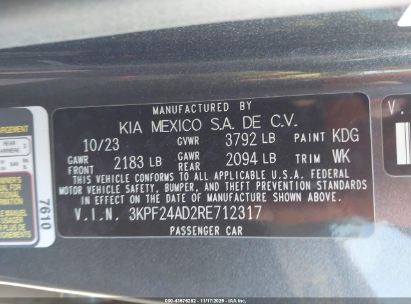 MANUFACTURED BY
KIA MEXICO S.A. DE C.V.
10/23 GVWR 3792 LB PAINT KDG
GAWR FRONT 2183 LB GAWR REAR 2094 LB TRIM WK
THIS VEHICLE CONFORMS TO ALL APPLICABLE U.S.A. FEDERAL
MOTOR VEHICLE SAFETY, BUMPER, AND THEFT PREVENTION STANDARDS
IN EFFECT ON THE DATE OF MANUFACTURE SHOWN ABOVE.
V.I.N. 3KPF24AD2RE712317
PASSENGER CAR
7610
V.